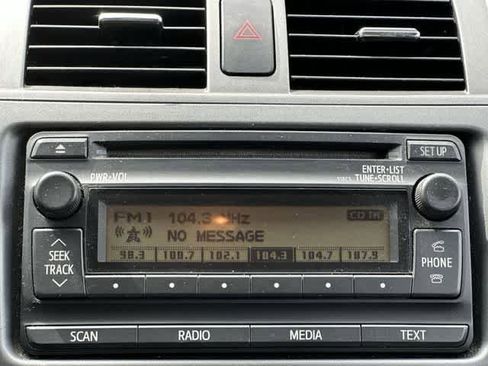 SET UP
PWR•VOL
ENTER•LIST
TUNE•SCROLL
FM1 104.3 MHz CD IN
NO MESSAGE
98.3 100.7 102.1 104.3 104.7 107.9
SEEK
TRACK
PHONE
SCAN RADIO MEDIA TEXT